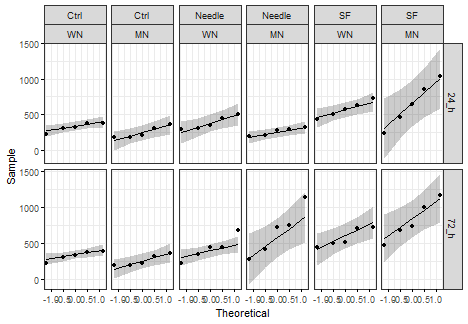 Ctrl Ctrl Needle Needle SF SF
WN MN WN MN WN MN
1500
1000
500
0
24_h
Sample
1500
1000
500
0
72_h
Theoretical